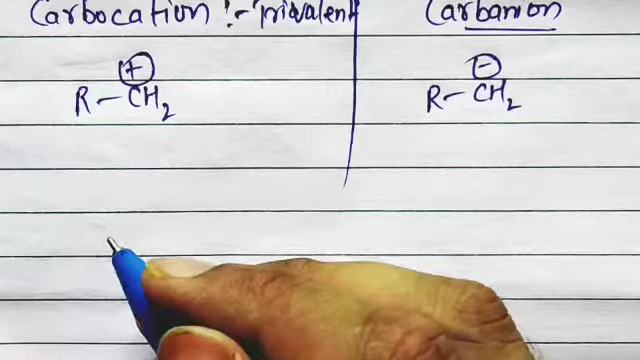 Carbocation :- Trivalent
Carbanion
⊕
R-CH2
⊖
R-CH2